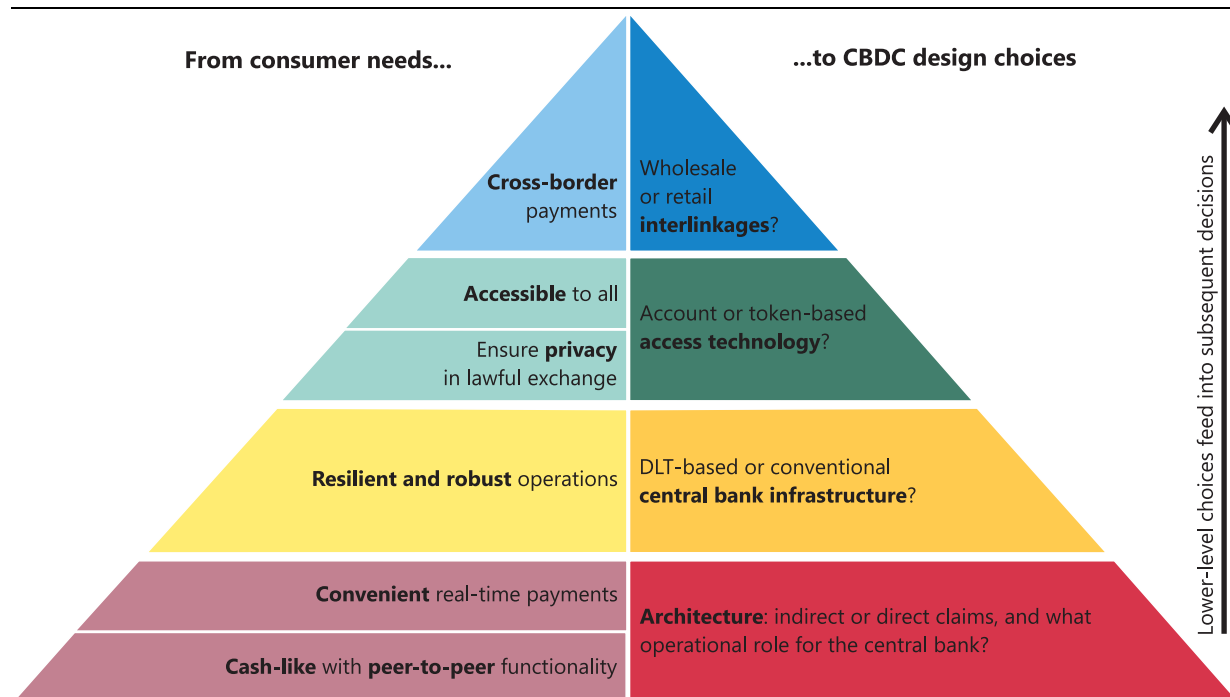 From consumer needs...
...to CBDC design choices
Cross-border
payments
Wholesale
or retail
interlinkages?
Accessible to all
Ensure privacy
in lawful exchange
Account or token-based
access technology?
Resilient and robust operations
DLT-based or conventional
central bank infrastructure?
Convenient real-time payments
Cash-like with peer-to-peer functionality
Architecture: indirect or direct claims, and what
operational role for the central bank?
Lower-level choices feed into subsequent decisions